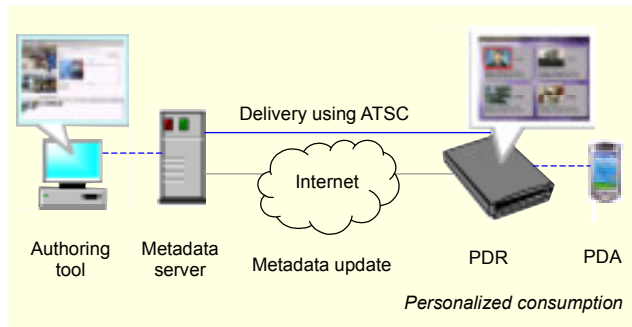 Delivery using ATSC
Internet
Authoring
tool
Metadata
server
Metadata update
PDR
PDA
Personalized consumption